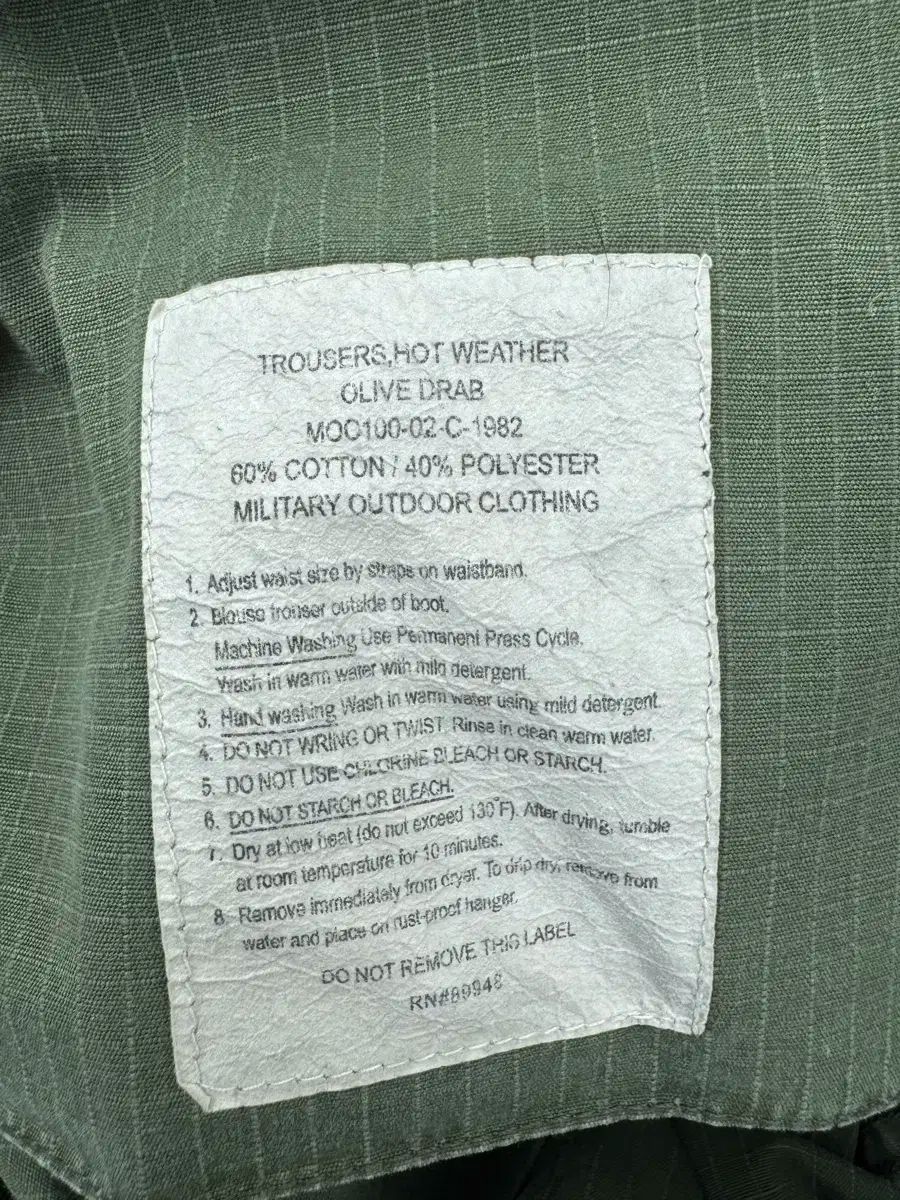 TROUSERS,HOT WEATHER
OLIVE DRAB
MOC100-02-C-1982
60% COTTON / 40% POLYESTER
MILITARY OUTDOOR CLOTHING
1. Adjust waist size by straps on waistband.
2. Blouse trouser outside of boot.
Machine Washing Use Permanent Press Cycle.
Wash in warm water with mild detergent.
3. Hand washing Wash in warm water using mild detergent.
4. DO NOT WRING OR TWIST. Rinse in clean warm water.
5. DO NOT USE CHLORINE BLEACH OR STARCH.
6. DO NOT STARCH OR BLEACH.
7. Dry at low heat (do not exceed 130°F). After drying, tumble
at room temperature for 10 minutes.
8. Remove immediately from dryer. To drip dry, remove from
water and place on rust-proof hanger.
DO NOT REMOVE THIS LABEL
RN#89948